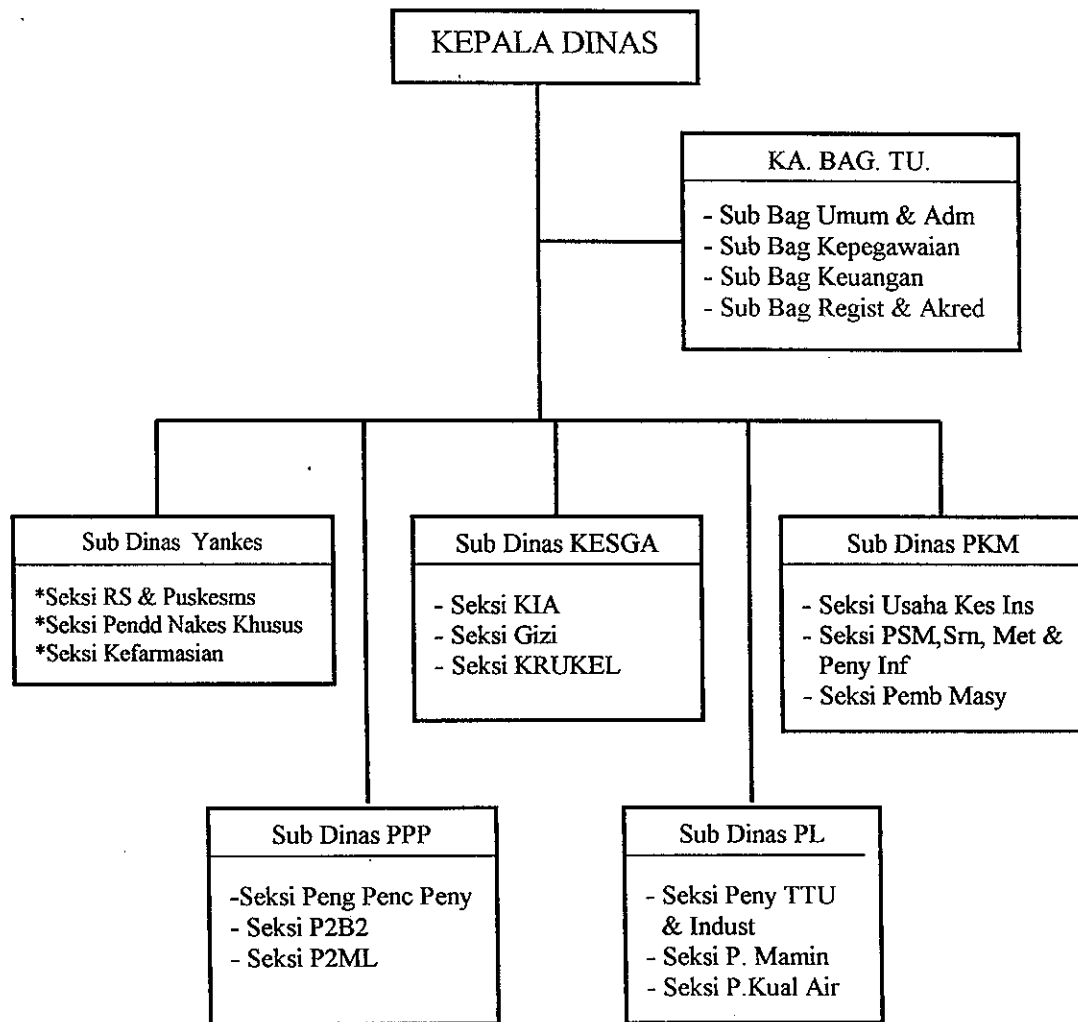 KEPALA DINAS
KA. BAG. TU.
- Sub Bag Umum & Adm
- Sub Bag Kepegawaian
- Sub Bag Keuangan
- Sub Bag Regist & Akred
Sub Dinas Yankes
*Seksi RS & Puskesms
*Seksi Pendd Nakes Khusus
*Seksi Kefarmasian
Sub Dinas KESGA
- Seksi KIA
- Seksi Gizi
- Seksi KRUKEL
Sub Dinas PKM
- Seksi Usaha Kes Ins
- Seksi PSM,Srn, Met &
Peny Inf
- Seksi Pemb Masy
Sub Dinas PPP
-Seksi Peng Penc Peny
- Seksi P2B2
- Seksi P2ML
Sub Dinas PL
- Seksi Peny TTU
& Indust
- Seksi P. Mamin
- Seksi P.Kual Air